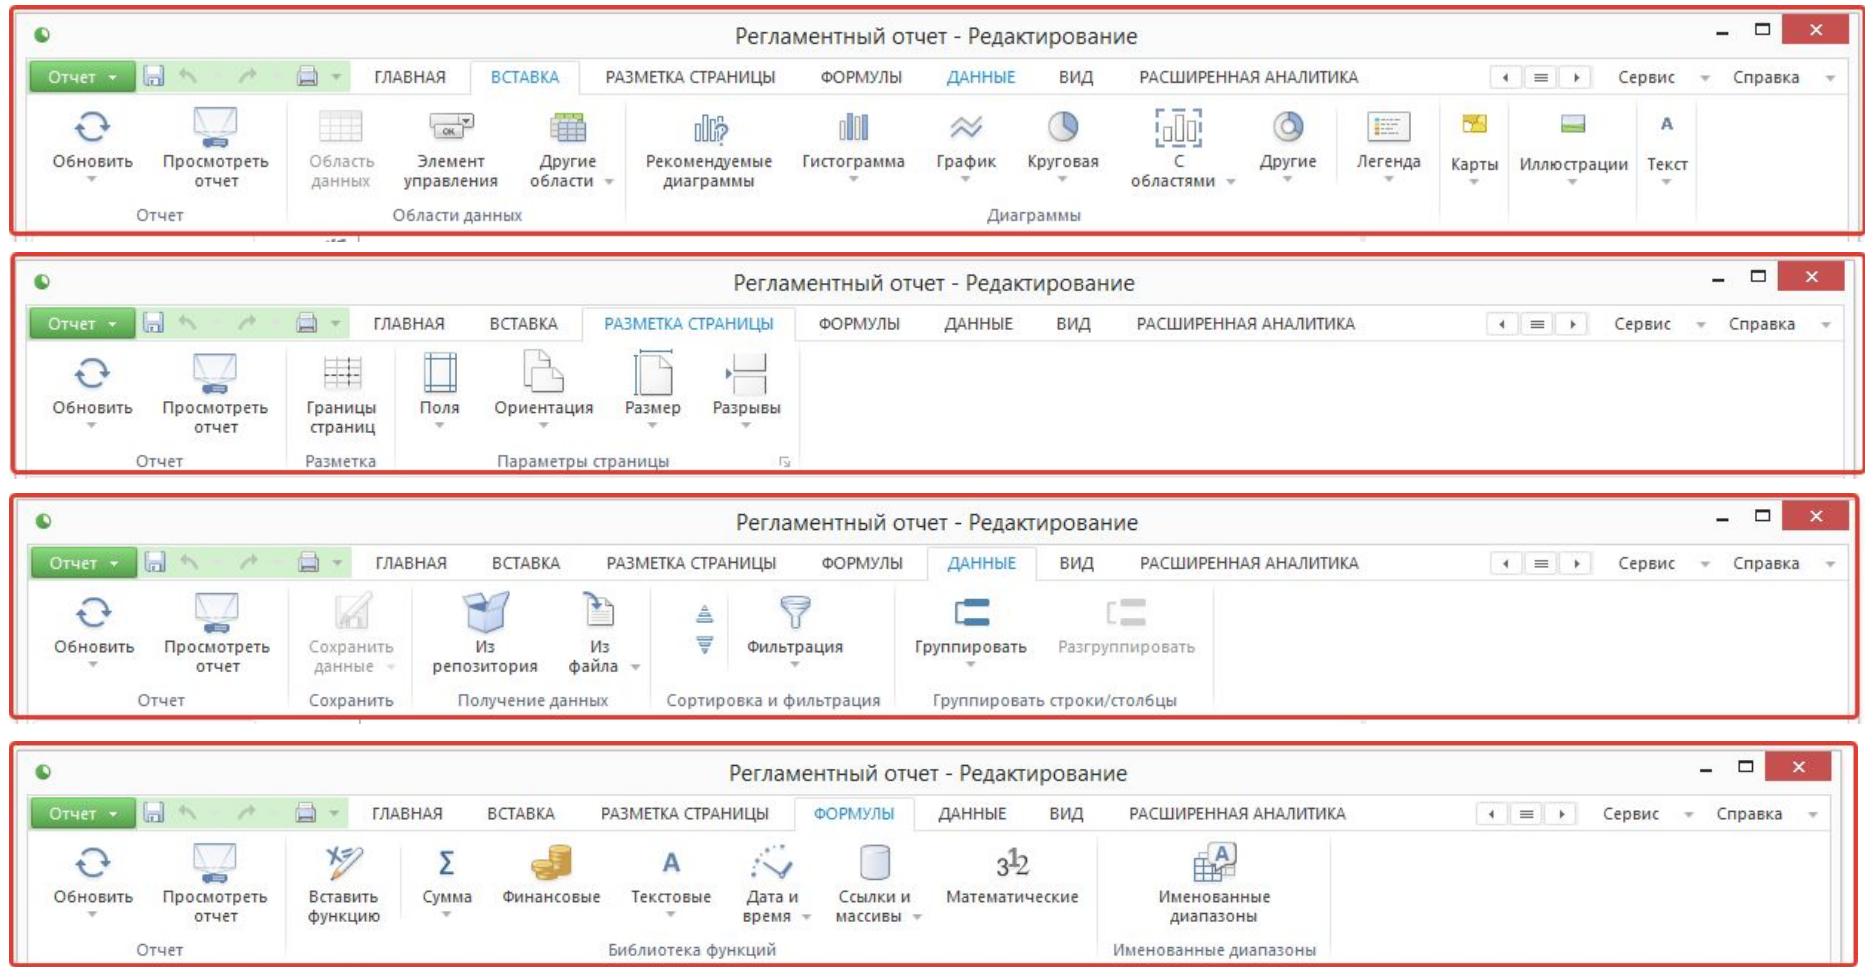 Регламентный отчет - Редактирование
Отчет ГЛАВНАЯ ВСТАВКА РАЗМЕТКА СТРАНИЦЫ ФОРМУЛЫ ДАННЫЕ ВИД РАСШИРЕННАЯ АНАЛИТИКА Сервис Справка
OK
A
Обновить Просмотреть отчет Область данных Элемент управления Другие области Рекомендуемые диаграммы Гистограмма График Круговая С областями Другие Легенда Карты Иллюстрации Текст
Отчет Области данных Диаграммы
Регламентный отчет - Редактирование
Отчет ГЛАВНАЯ ВСТАВКА РАЗМЕТКА СТРАНИЦЫ ФОРМУЛЫ ДАННЫЕ ВИД РАСШИРЕННАЯ АНАЛИТИКА Сервис Справка
Обновить Просмотреть отчет Границы страниц Поля Ориентация Размер Разрывы
Отчет Разметка Параметры страницы
Регламентный отчет - Редактирование
Отчет ГЛАВНАЯ ВСТАВКА РАЗМЕТКА СТРАНИЦЫ ФОРМУЛЫ ДАННЫЕ ВИД РАСШИРЕННАЯ АНАЛИТИКА Сервис Справка
Обновить Просмотреть отчет Сохранить данные Из репозитория Из файла Фильтрация Группировать Разгруппировать
Отчет Сохранить Получение данных Сортировка и фильтрация Группировать строки/столбцы
Регламентный отчет - Редактирование
Отчет ГЛАВНАЯ ВСТАВКА РАЗМЕТКА СТРАНИЦЫ ФОРМУЛЫ ДАННЫЕ ВИД РАСШИРЕННАЯ АНАЛИТИКА Сервис Справка
X= Σ A 312 A
Обновить Просмотреть отчет Вставить функцию Сумма Финансовые Текстовые Дата и время Ссылки и массивы Математические Именованные диапазоны
Отчет Библиотека функций Именованные диапазоны